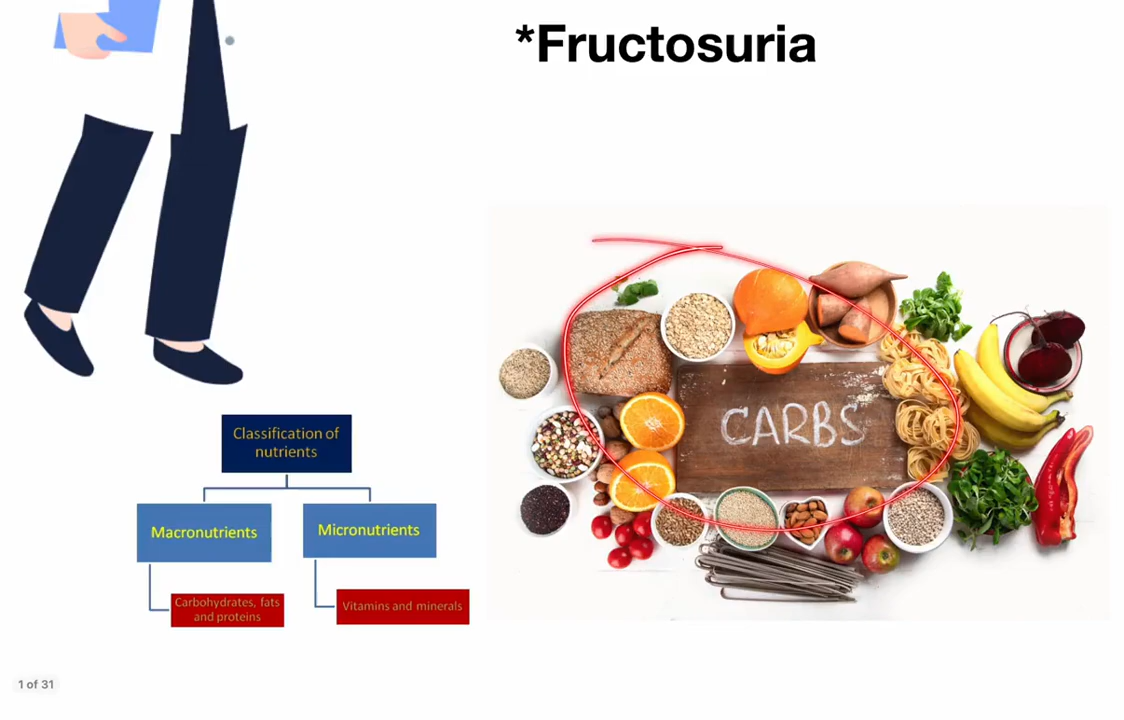 *Fructosuria
CARBS
Classification of
nutrients
Macronutrients
Micronutrients
Carbohydrates, fats
and proteins
Vitamins and minerals
1 of 31